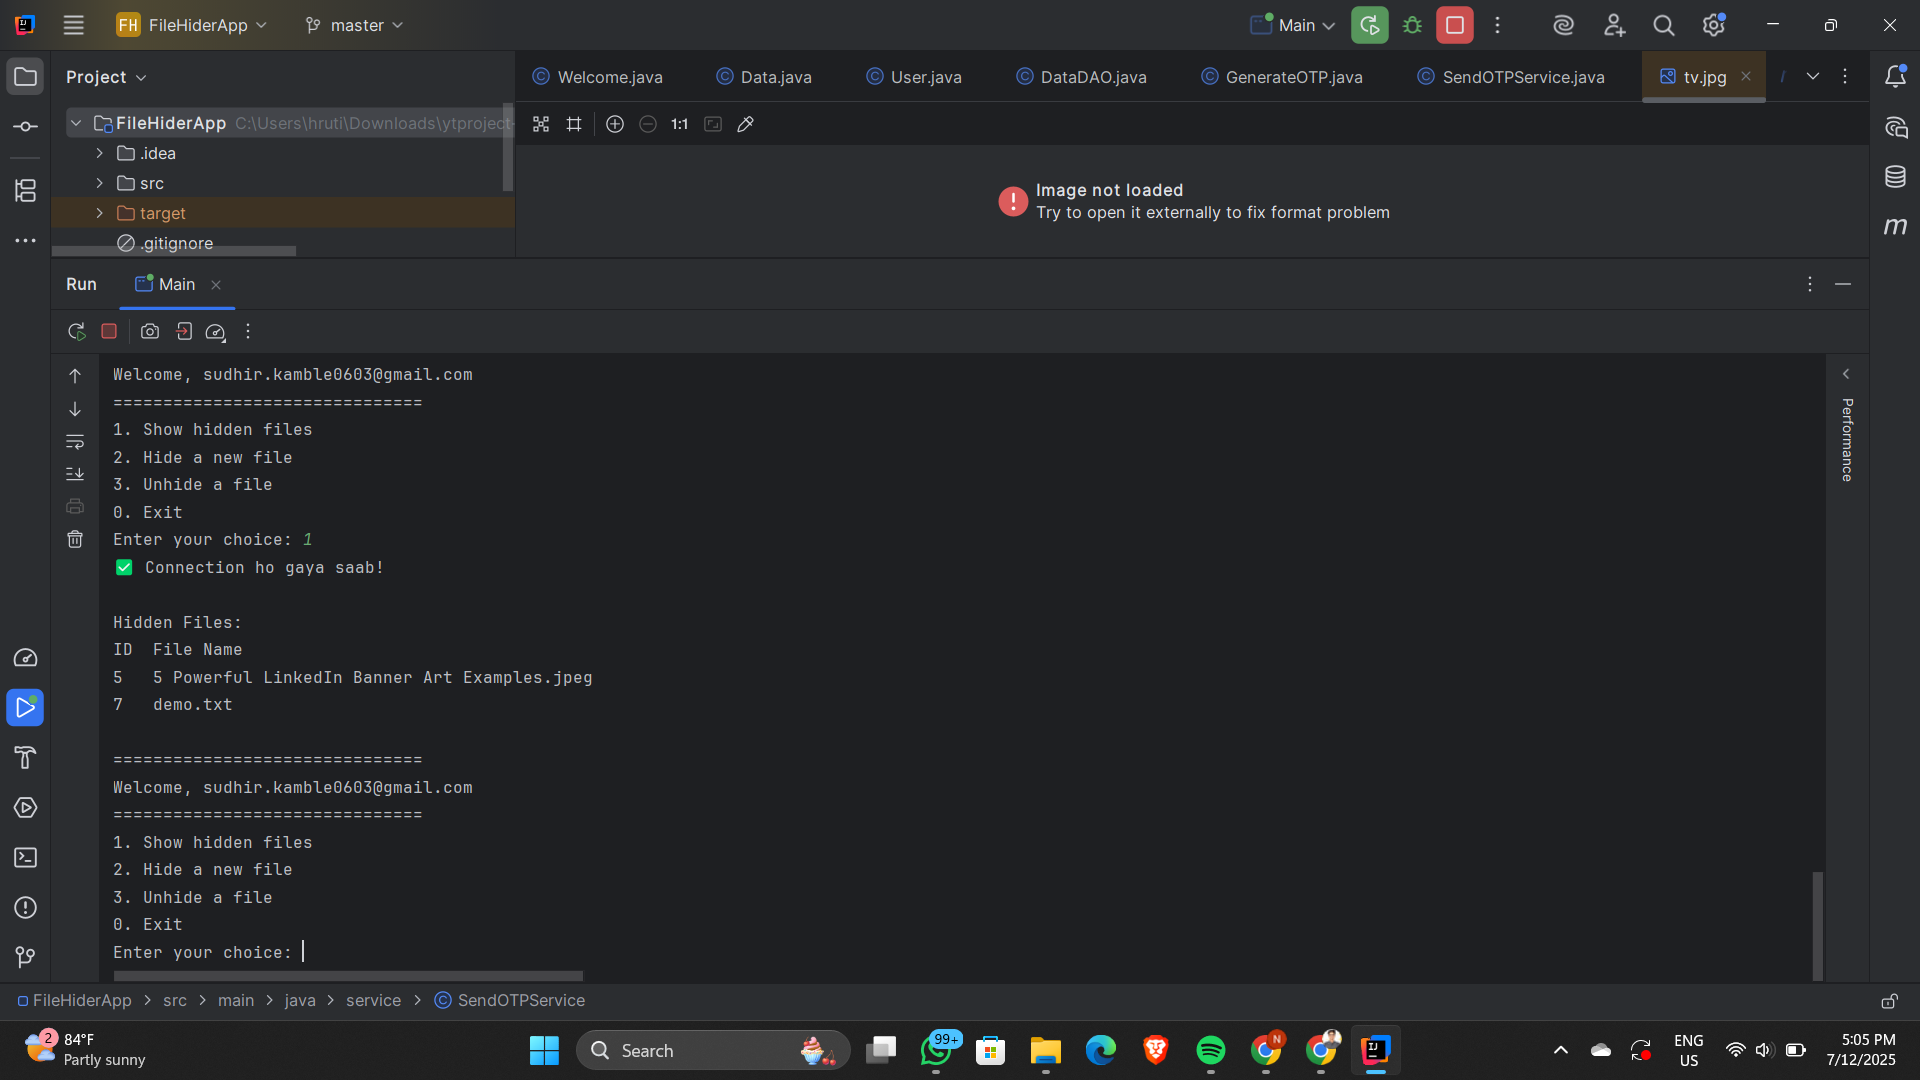 FH FileHiderApp master Main
Project
Welcome.java Data.java User.java DataDAO.java GenerateOTP.java SendOTPService.java tv.jpg
FileHiderApp C:\Users\hruti\Downloads\ytproject-
1:1
.idea
src
target
.gitignore
Image not loaded
Try to open it externally to fix format problem
m
Run Main
Performance
Welcome, sudhir.kamble0603@gmail.com
===============================
1. Show hidden files
2. Hide a new file
3. Unhide a file
0. Exit
Enter your choice: 1
✅ Connection ho gaya saab!
Hidden Files:
ID File Name
5 5 Powerful LinkedIn Banner Art Examples.jpeg
7 demo.txt
===============================
Welcome, sudhir.kamble0603@gmail.com
===============================
1. Show hidden files
2. Hide a new file
3. Unhide a file
0. Exit
Enter your choice:
FileHiderApp > src > main > java > service > SendOTPService
2 84°F
Partly sunny
Search
99+
N
ENG
US
5:05 PM
7/12/2025